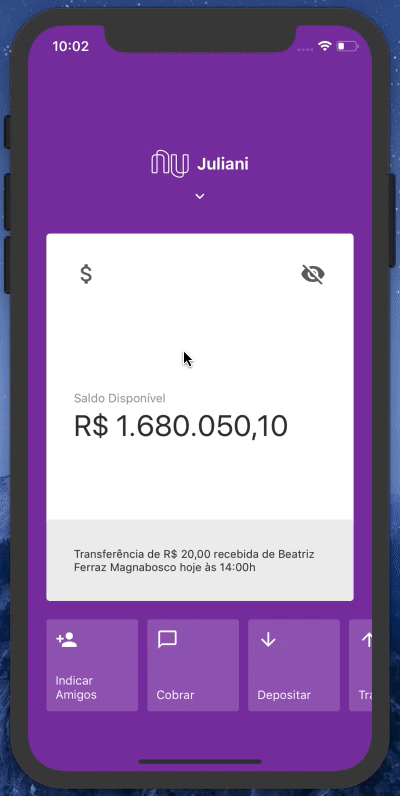 10:02
nu Juliani
$
Saldo Disponível
R$ 1.680.050,10
Transferência de R$ 20,00 recebida de Beatriz
Ferraz Magnabosco hoje às 14:00h
Indicar
Amigos
Cobrar
Depositar
Tra